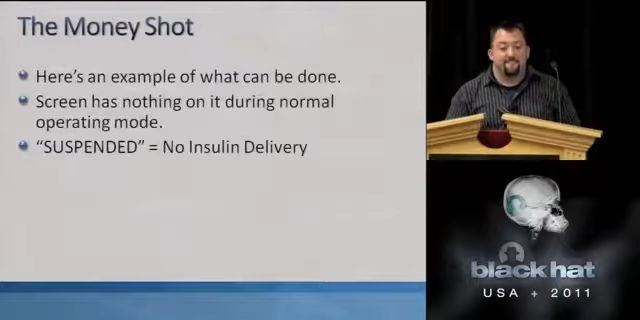 The Money Shot
Here's an example of what can be done.
Screen has nothing on it during normal
operating mode.
“SUSPENDED” = No Insulin Delivery
black hat
USA + 2011